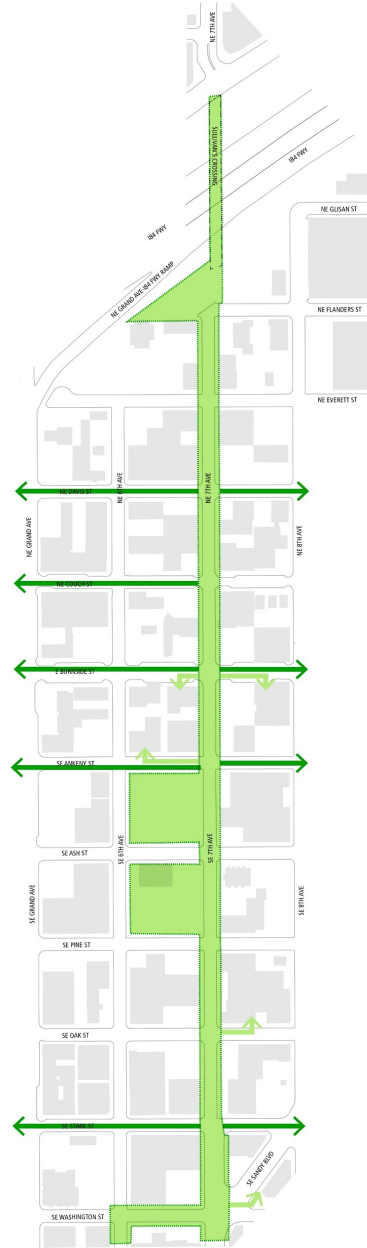 NE 7TH AVE
SULLIVAN'S CROSSING
I84 FWY
I84 FWY
NE GLISAN ST
NE GRAND AVE-I84 FWY RAMP
NE FLANDERS ST
NE EVERETT ST
NE DAVIS ST
NE 6TH AVE
NE 7TH AVE
NE GRAND AVE
NE 8TH AVE
NE COUCH ST
E BURNSIDE ST
SE ANKENY ST
SE 6TH AVE
SE 7TH AVE
SE ASH ST
SE GRAND AVE
SE 8TH AVE
SE PINE ST
SE OAK ST
SE STARK ST
SE SANDY BLVD
SE WASHINGTON ST